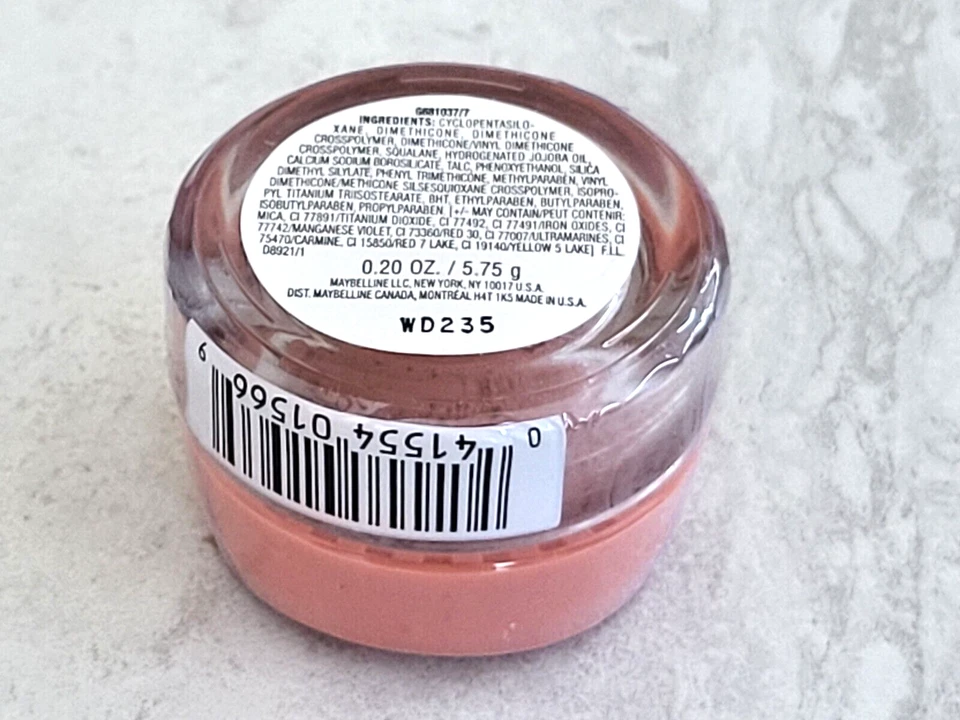 G881037/7
INGREDIENTS: CYCLOPENTASILO-
XANE, DIMETHICONE, DIMETHICONE
CROSSPOLYMER, DIMETHICONE/VINYL DIMETHICONE
CROSSPOLYMER, SQUALANE, HYDROGENATED JOJOBA OIL,
CALCIUM SODIUM BOROSILICATE, TALC, PHENOXYETHANOL, SILICA
DIMETHYL SILYLATE, PHENYL TRIMETHICONE, METHYLPARABEN, VINYL
DIMETHICONE/METHICONE SILSESQUIOXANE CROSSPOLYMER, ISOPRO-
PYL TITANIUM TRIISOSTEARATE, BHT, ETHYLPARABEN, BUTYLPARABEN,
ISOBUTYLPARABEN, PROPYLPARABEN. [+/- MAY CONTAIN/PEUT CONTENIR:
MICA, CI 77891/TITANIUM DIOXIDE, CI 77492, CI 77491/IRON OXIDES, CI
77742/MANGANESE VIOLET, CI 73360/RED 30, CI 77007/ULTRAMARINES, CI
75470/CARMINE, CI 15850/RED 7 LAKE, CI 19140/YELLOW 5 LAKE] F.I.L.
D8921/1
0.20 OZ. / 5.75 g
MAYBELLINE LLC, NEW YORK, NY 10017 U.S.A.
DIST. MAYBELLINE CANADA, MONTRÉAL H4T 1K5 MADE IN U.S.A.
WD235
0 41554 01566 9